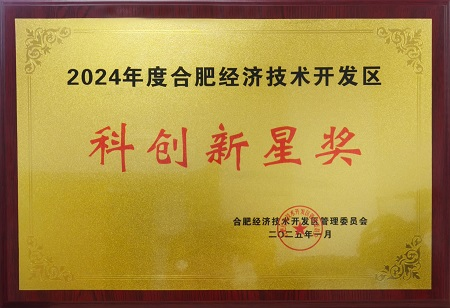 2024年度合肥经济技术开发区
科创新星奖
合肥经济技术开发区管理委员会
二〇二五年一月